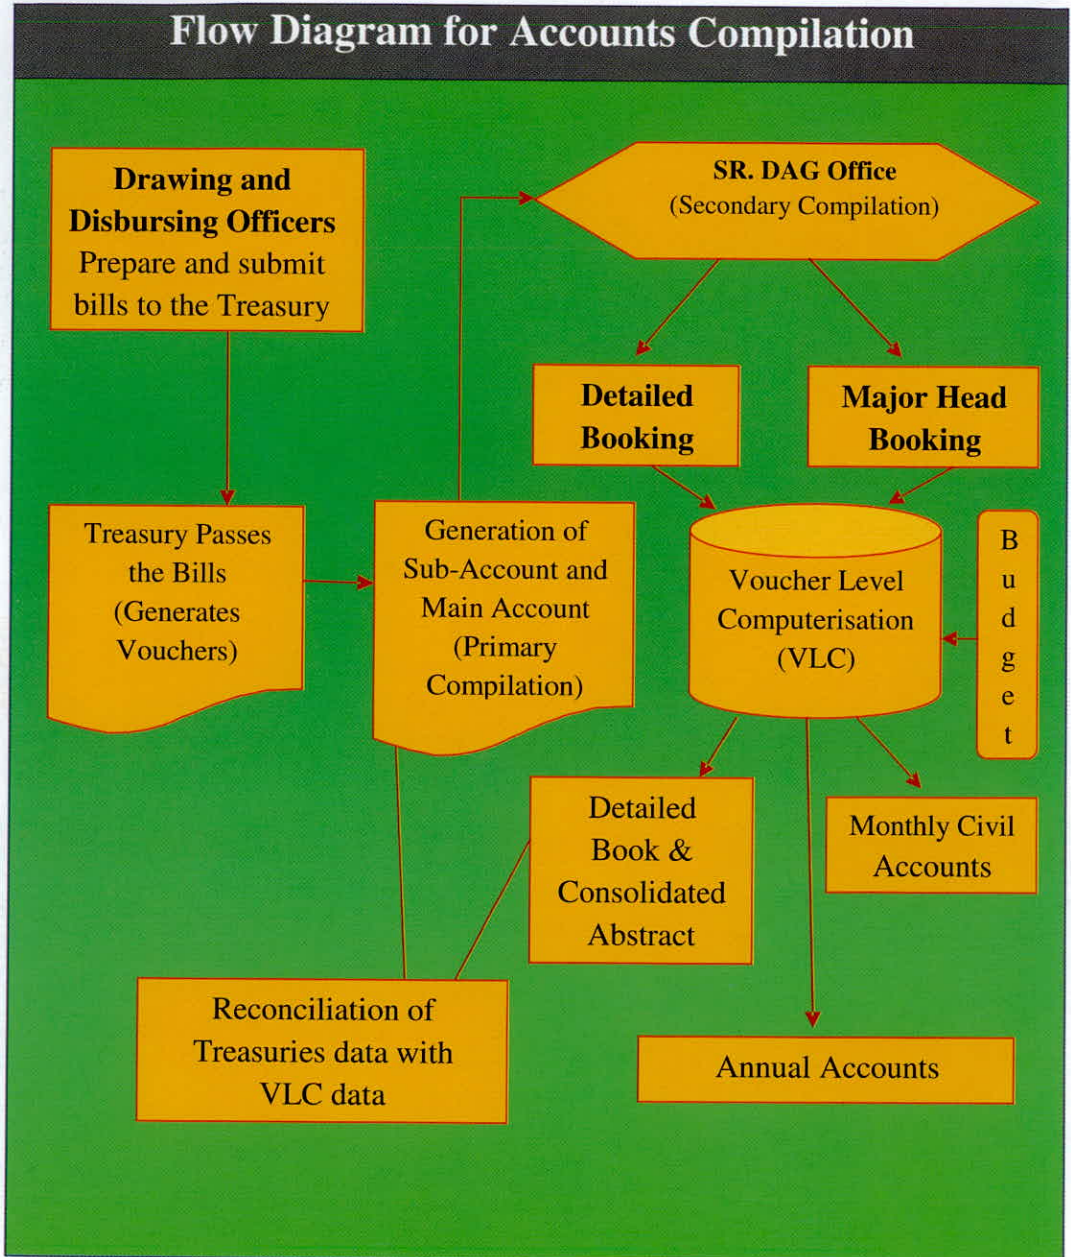 Flow Diagram for Accounts Compilation
Drawing and
Disbursing Officers
Prepare and submit
bills to the Treasury
SR. DAG Office
(Secondary Compilation)
Detailed
Booking
Major Head
Booking
Treasury Passes
the Bills
(Generates
Vouchers)
Generation of
Sub-Account and
Main Account
(Primary
Compilation)
Voucher Level
Computerisation
(VLC)
B
u
d
g
e
t
Detailed
Book &
Consolidated
Abstract
Monthly Civil
Accounts
Reconciliation of
Treasuries data with
VLC data
Annual Accounts